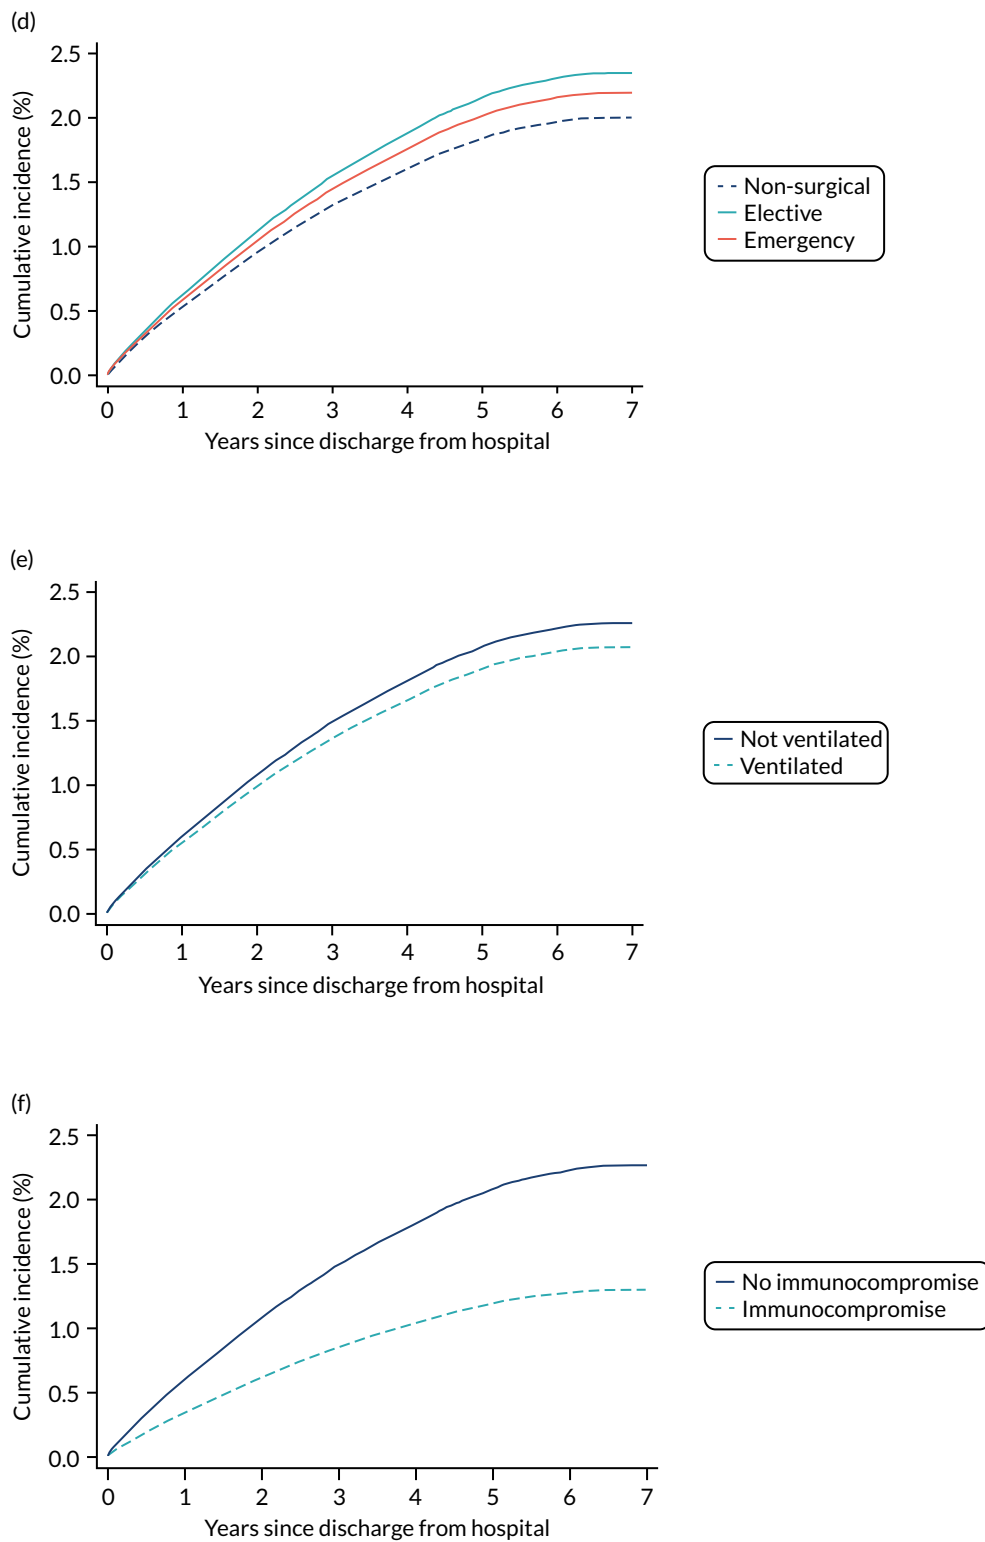 (d)
Cumulative incidence (%)
2.5
2.0
1.5
1.0
0.5
0.0
0 1 2 3 4 5 6 7
Years since discharge from hospital
Non-surgical
Elective
Emergency
(e)
Cumulative incidence (%)
2.5
2.0
1.5
1.0
0.5
0.0
0 1 2 3 4 5 6 7
Years since discharge from hospital
Not ventilated
Ventilated
(f)
Cumulative incidence (%)
2.5
2.0
1.5
1.0
0.5
0.0
0 1 2 3 4 5 6 7
Years since discharge from hospital
No immunocompromise
Immunocompromise